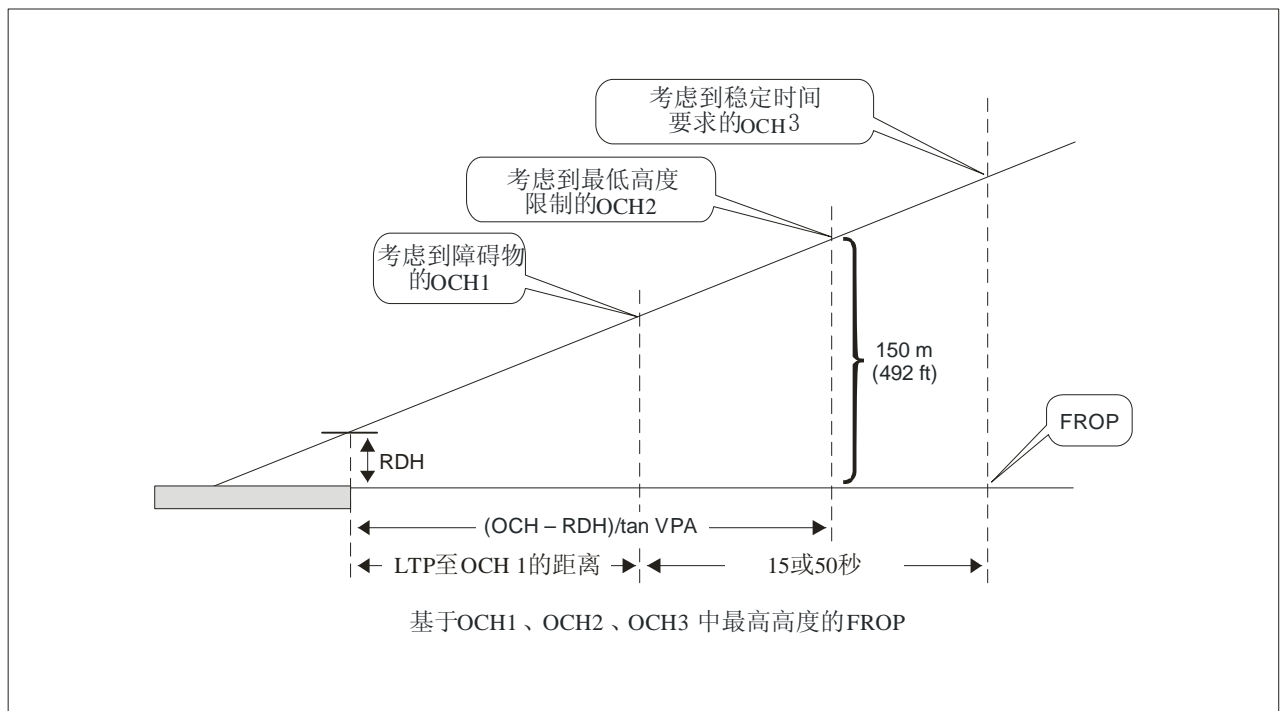 考虑到稳定时间
要求的OCH3
考虑到最低高度
限制的OCH2
考虑到障碍物
的OCH1
150 m
(492 ft)
FROP
RDH
(OCH – RDH)/tan VPA
LTP至OCH 1的距离
15或50秒
基于OCH1、OCH2、OCH3 中最高高度的FROP